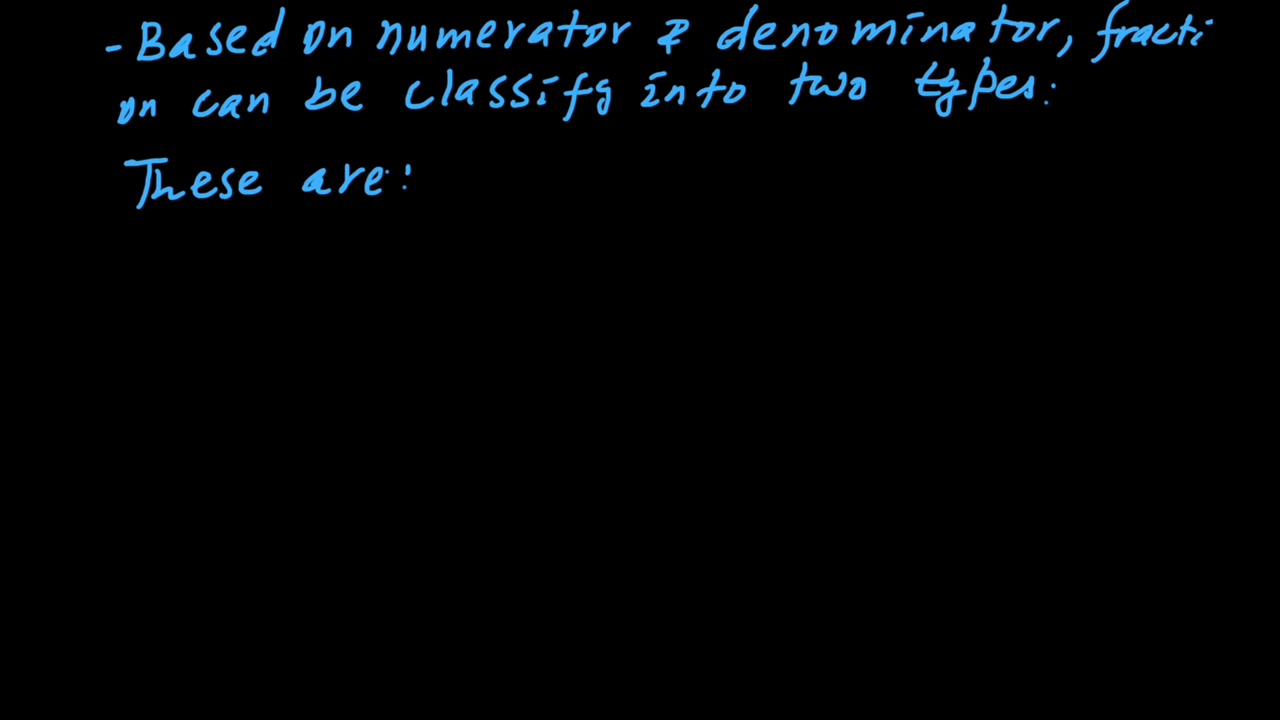 - Based on numerator & denominator, fracti
on can be classify into two types.
These are: